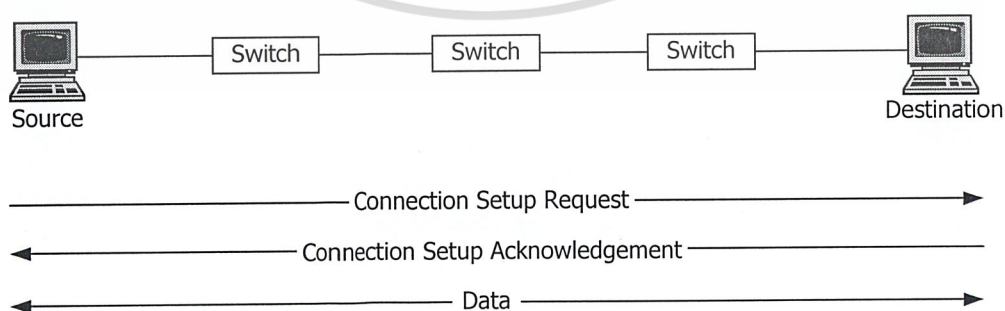 Switch Switch Switch
Source Destination
Connection Setup Request
Connection Setup Acknowledgement
Data